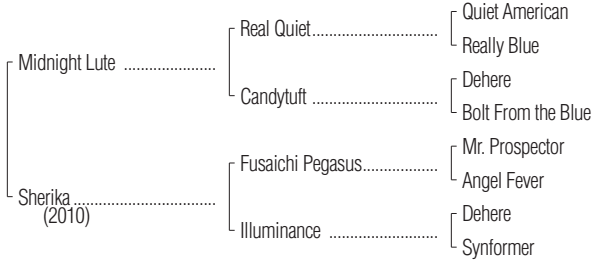 Quiet American
Real Quiet
Really Blue
Midnight Lute
Dehere
Candytuft
Bolt From the Blue
Mr. Prospector
Fusaichi Pegasus
Angel Fever
Sherika
(2010)
Dehere
Illuminance
Synformer